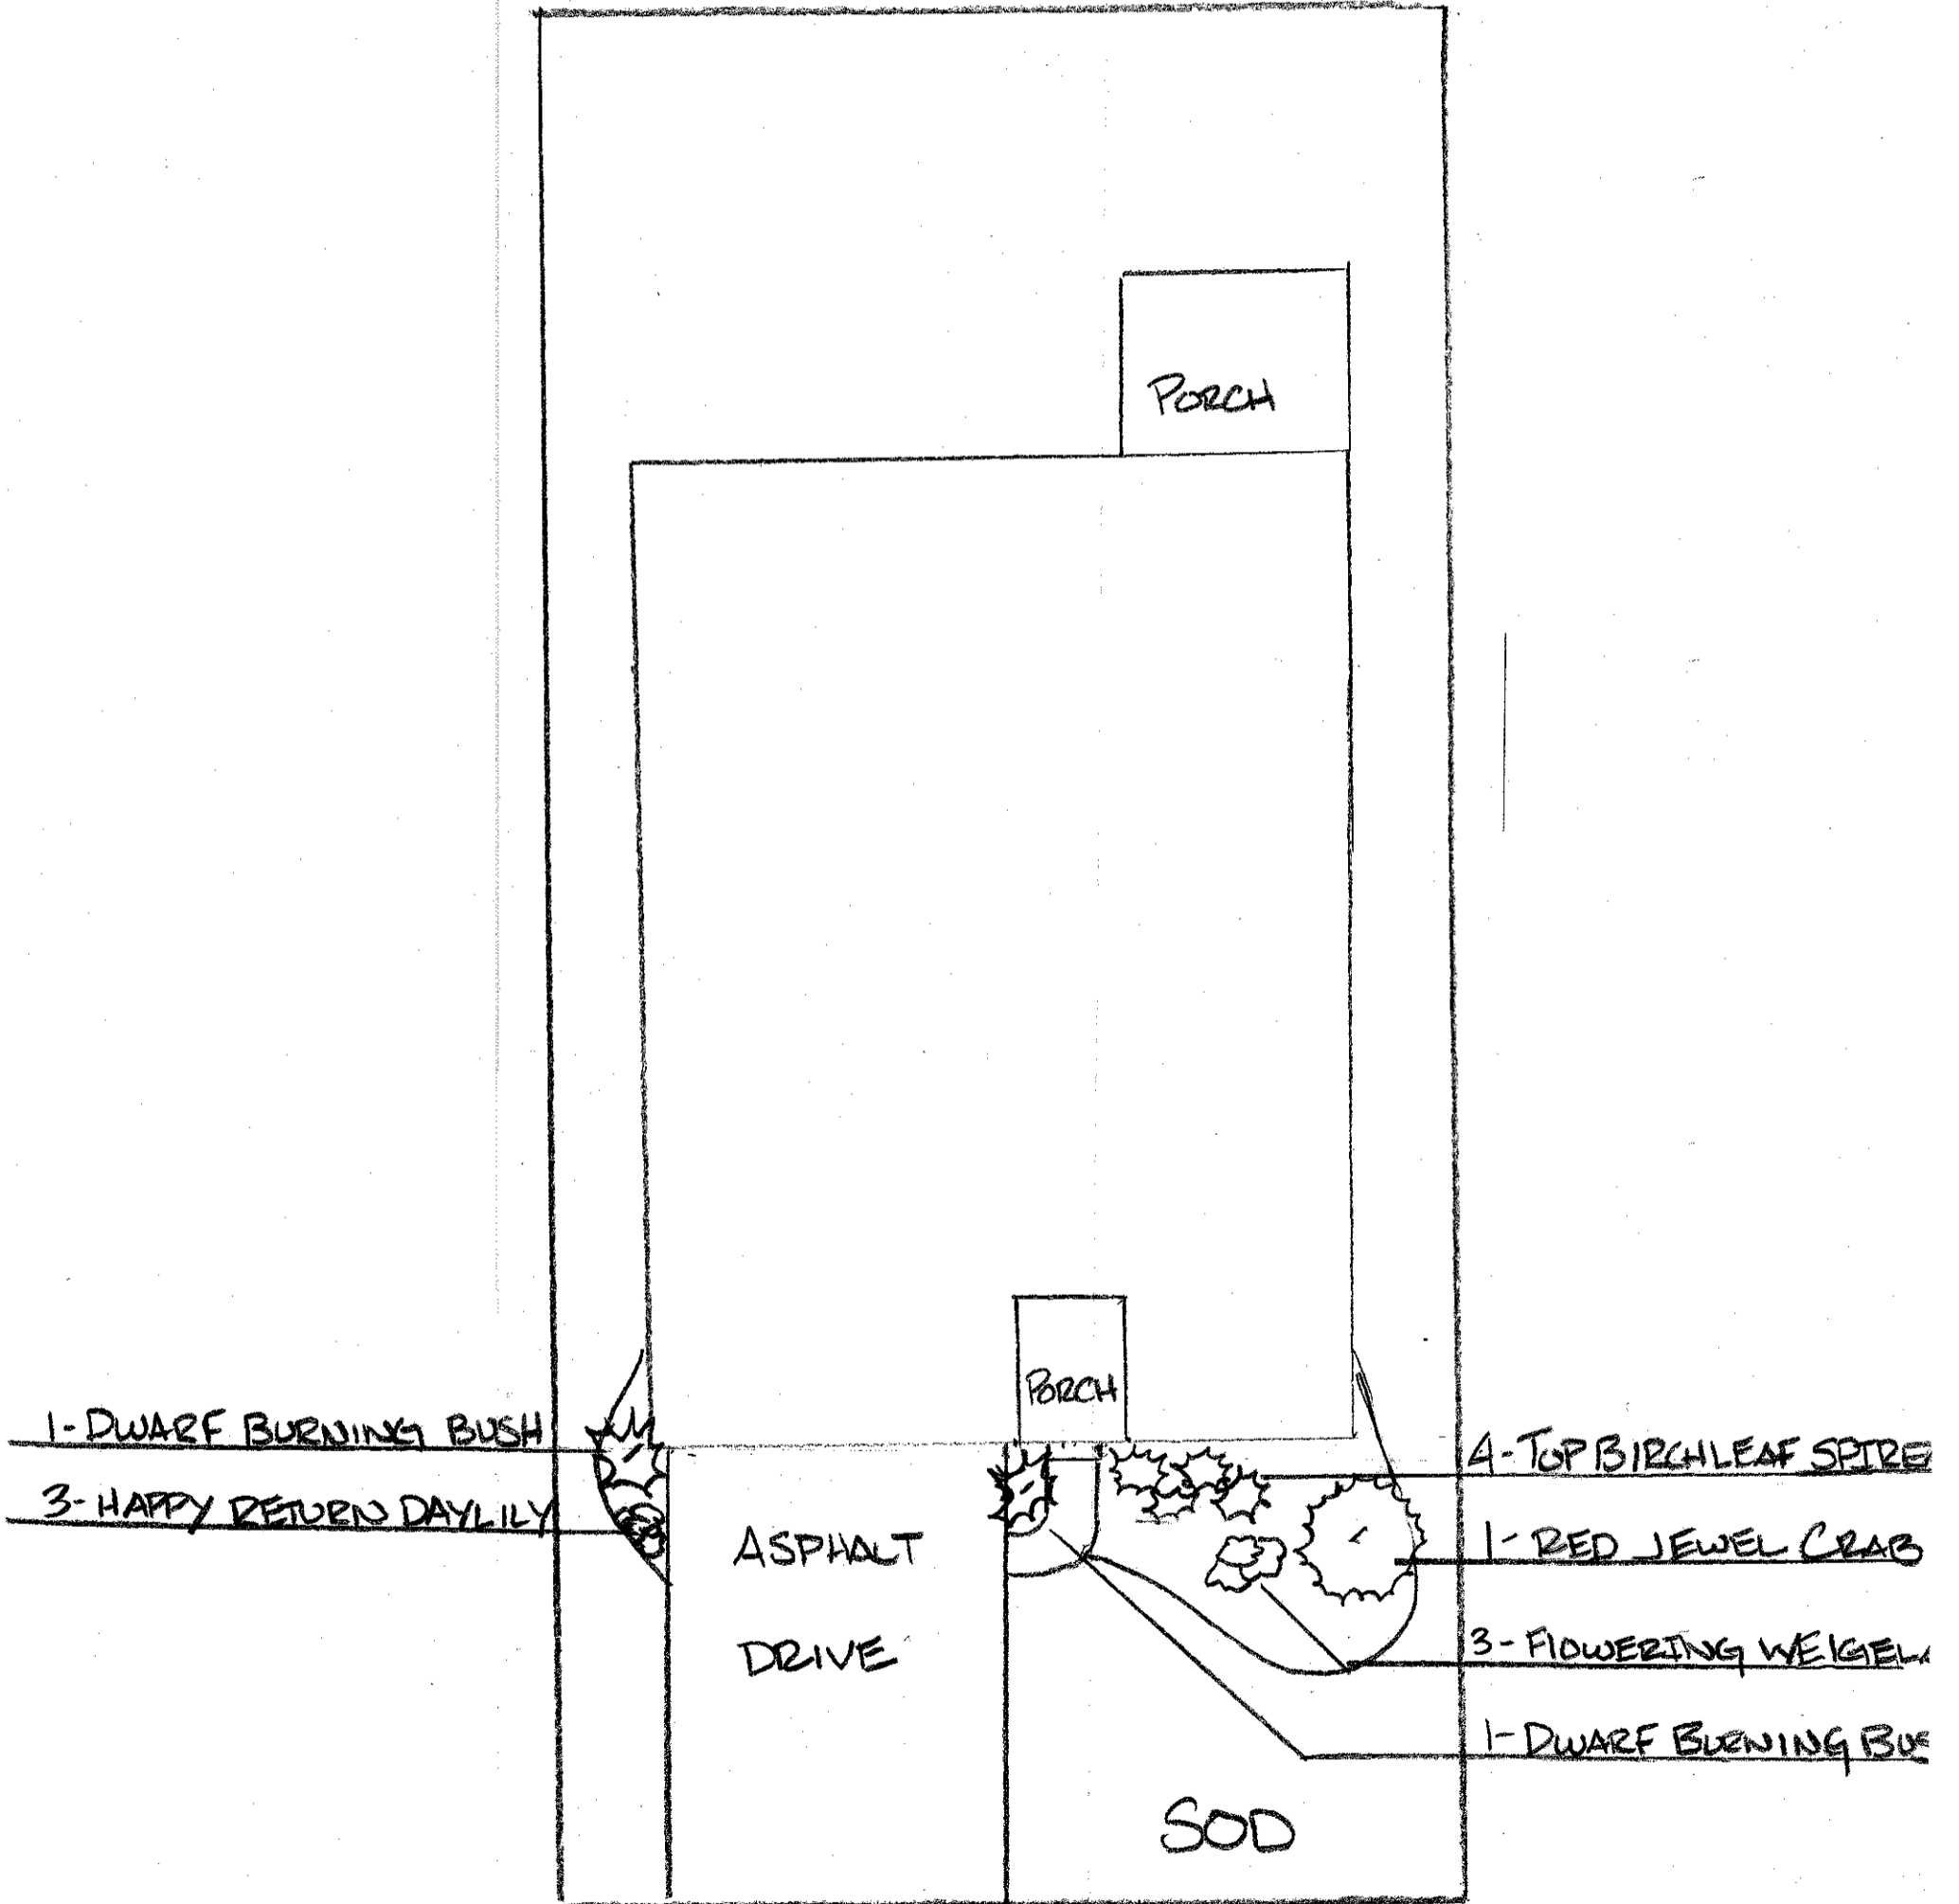 PORCH
PORCH
1-DWARF BURNING BUSH
3-HAPPY RETURN DAYLILY
ASPHALT
DRIVE
4-TOP BIRCHLEAF SPIRE
1-RED JEWEL CRAB
3-FLOWERING WEIGEL
1-DWARF BURNING BUS
SOD